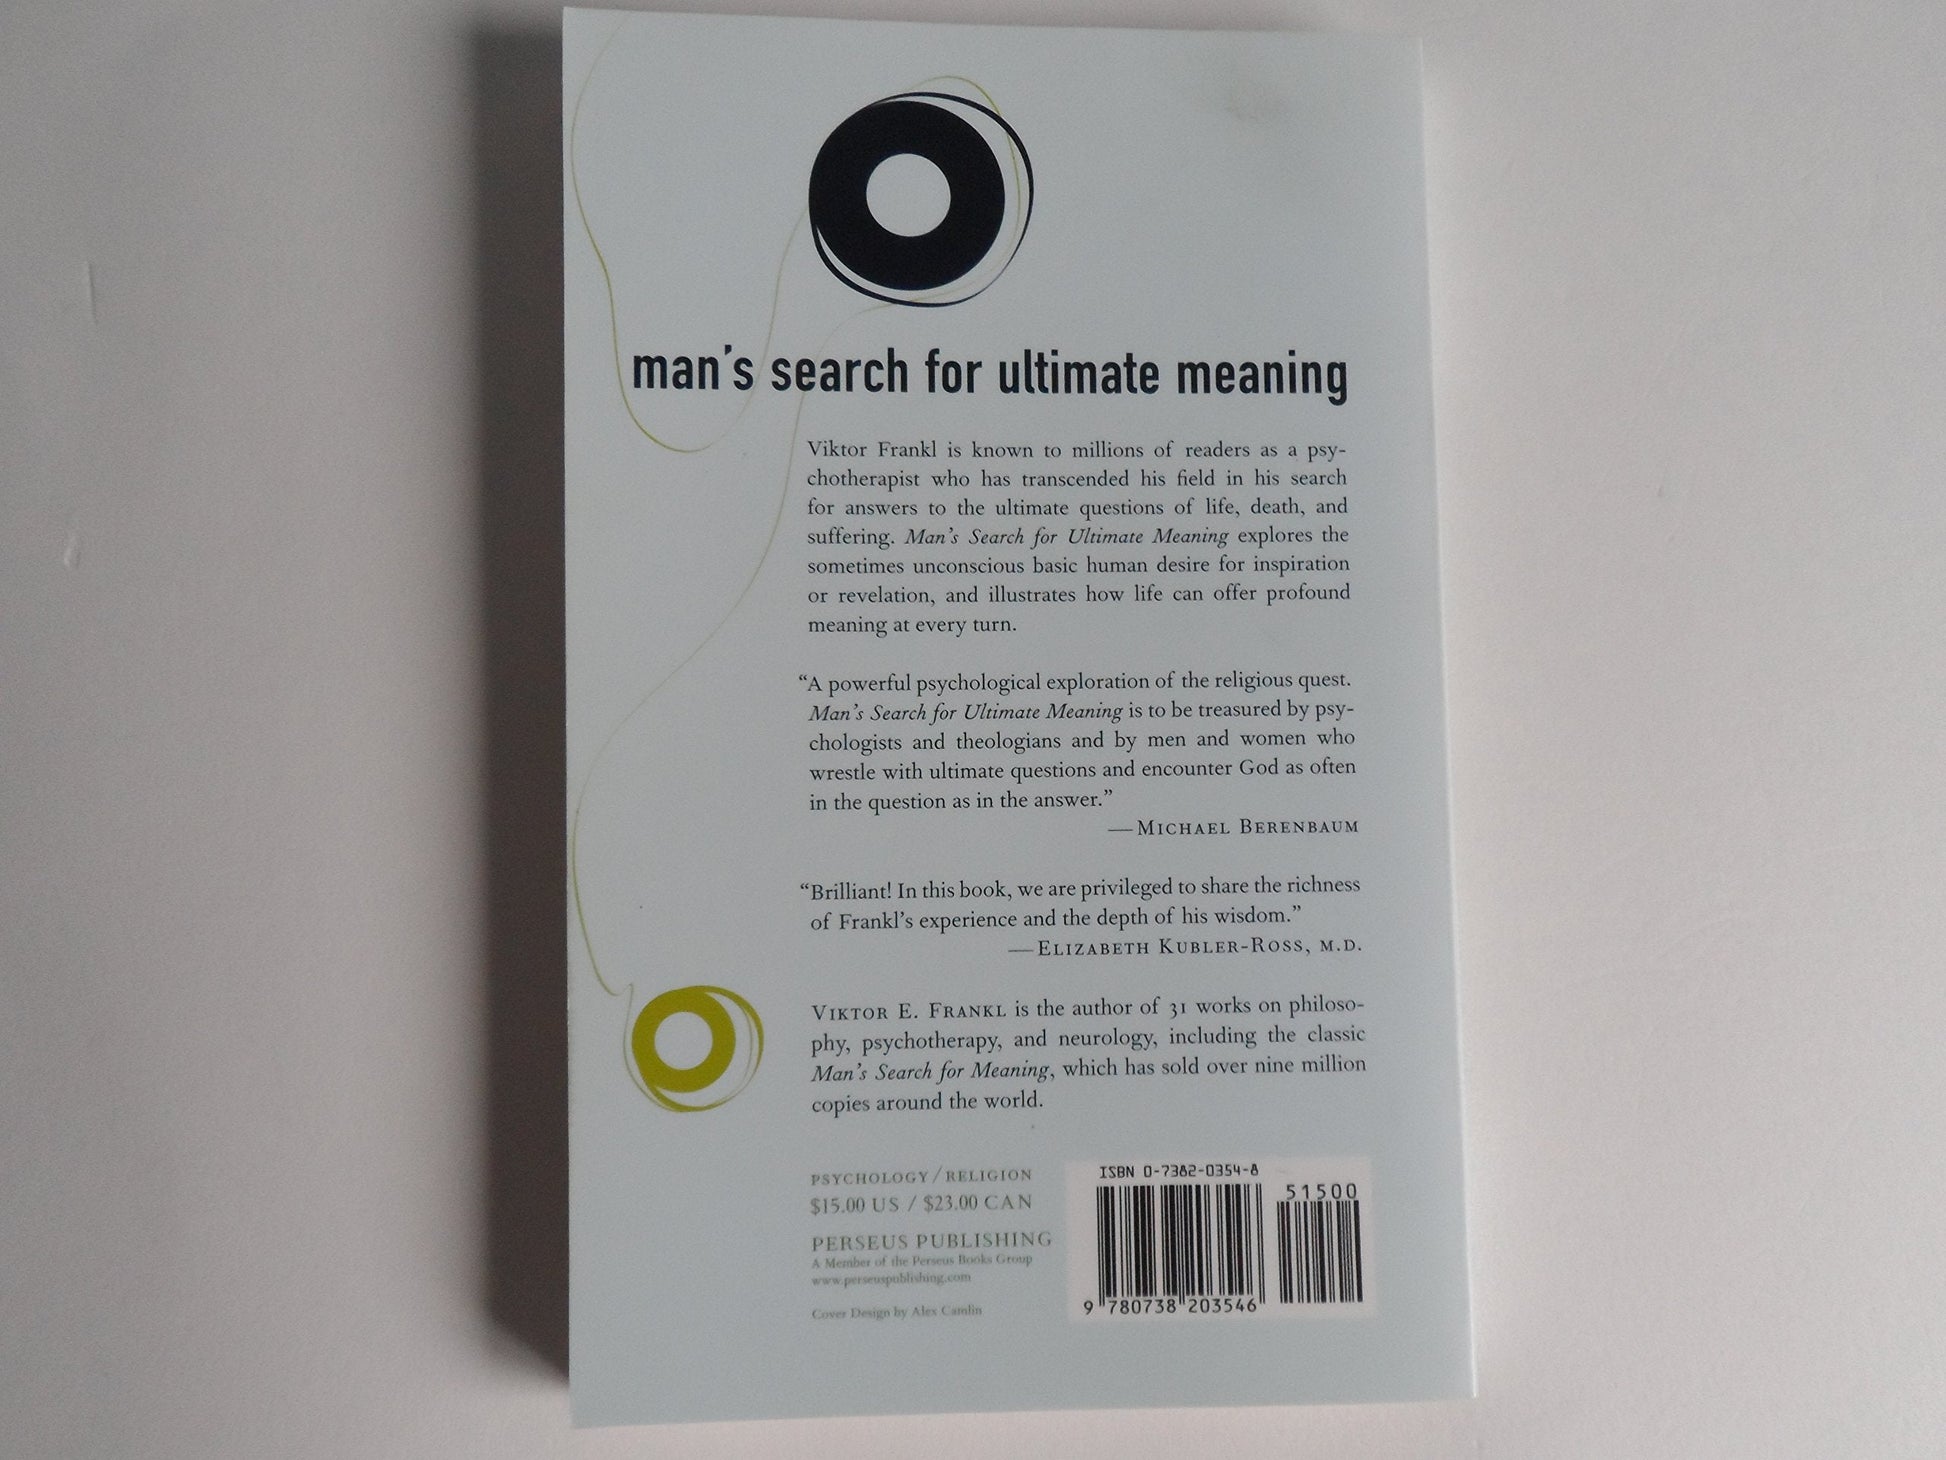 man's search for ultimate meaning
Viktor Frankl is known to millions of readers as a psy-
chotherapist who has transcended his field in his search
for answers to the ultimate questions of life, death, and
suffering. Man's Search for Ultimate Meaning explores the
sometimes unconscious basic human desire for inspiration
or revelation, and illustrates how life can offer profound
meaning at every turn.
“A powerful psychological exploration of the religious quest.
Man's Search for Ultimate Meaning is to be treasured by psy-
chologists and theologians and by men and women who
wrestle with ultimate questions and encounter God as often
in the question as in the answer.”
—MICHAEL BERENBAUM
“Brilliant! In this book, we are privileged to share the richness
of Frankl's experience and the depth of his wisdom.”
—ELIZABETH KUBLER-ROSS, M.D.
VIKTOR E. FRANKL is the author of 31 works on philoso-
phy, psychotherapy, and neurology, including the classic
Man's Search for Meaning, which has sold over nine million
copies around the world.
PSYCHOLOGY/RELIGION
$15.00 US / $23.00 CAN
PERSEUS PUBLISHING
A Member of the Perseus Books Group
www.perseuspublishing.com
Cover Design by Alex Camlin
ISBN 0-7382-0354-8
51500
9 780738 203546